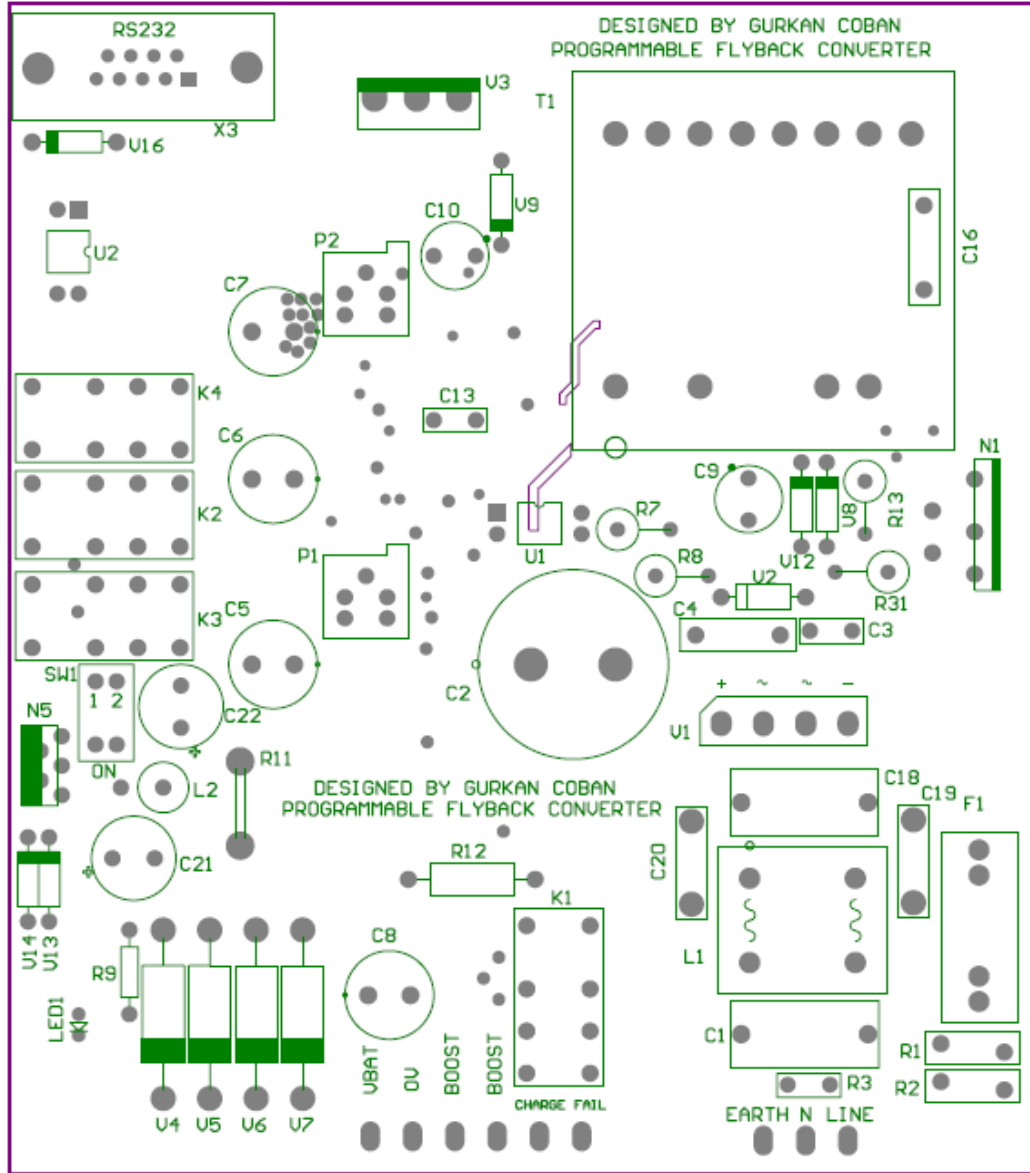 DESIGNED BY GURKAN COBAN
PROGRAMMABLE FLYBACK CONVERTER
RS232
X3
V3
T1
V16
V9
C10
P2
U2
C16
C7
K4
C13
C6
N1
C9
K2
R7
V8
R13
U1
P1
R8
V12
V2
K3
C5
C4
R31
C3
SW1
1 2
C2
+ ~ ~ -
N5
C22
V1
ON
R11
L2
DESIGNED BY GURKAN COBAN
PROGRAMMABLE FLYBACK CONVERTER
C18
C19
F1
C21
R12
C20
K1
V14
V13
C8
L1
R9
LED1
C1
VBAT
0V
BOOST
BOOST
R1
R2
R3
V4 V5 V6 V7
CHARGE FAIL
EARTH N LINE